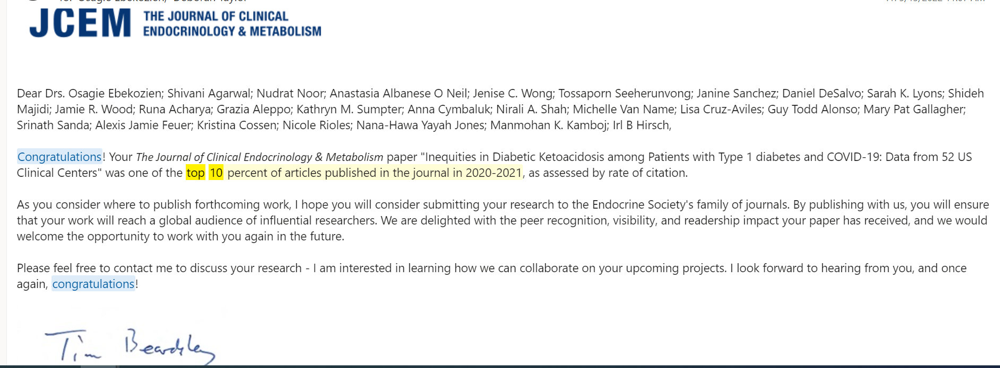 JCEM THE JOURNAL OF CLINICAL
ENDOCRINOLOGY & METABOLISM
Dear Drs. Osagie Ebekozien; Shivani Agarwal; Nudrat Noor; Anastasia Albanese O Neil; Jenise C. Wong; Tossaporn Seeherunvong; Janine Sanchez; Daniel DeSalvo; Sarah K. Lyons; Shideh
Majidi; Jamie R. Wood; Runa Acharya; Grazia Aleppo; Kathryn M. Sumpter; Anna Cymbaluk; Nirali A. Shah; Michelle Van Name; Lisa Cruz-Aviles; Guy Todd Alonso; Mary Pat Gallagher;
Srinath Sanda; Alexis Jamie Feuer; Kristina Cossen; Nicole Rioles; Nana-Hawa Yayah Jones; Manmohan K. Kamboj; Irl B Hirsch,
Congratulations! Your The Journal of Clinical Endocrinology & Metabolism paper "Inequities in Diabetic Ketoacidosis among Patients with Type 1 diabetes and COVID-19: Data from 52 US
Clinical Centers" was one of the top 10 percent of articles published in the journal in 2020-2021, as assessed by rate of citation.
As you consider where to publish forthcoming work, I hope you will consider submitting your research to the Endocrine Society's family of journals. By publishing with us, you will ensure
that your work will reach a global audience of influential researchers. We are delighted with the peer recognition, visibility, and readership impact your paper has received, and we would
welcome the opportunity to work with you again in the future.
Please feel free to contact me to discuss your research - I am interested in learning how we can collaborate on your upcoming projects. I look forward to hearing from you, and once
again, congratulations!
Tim Beardsley